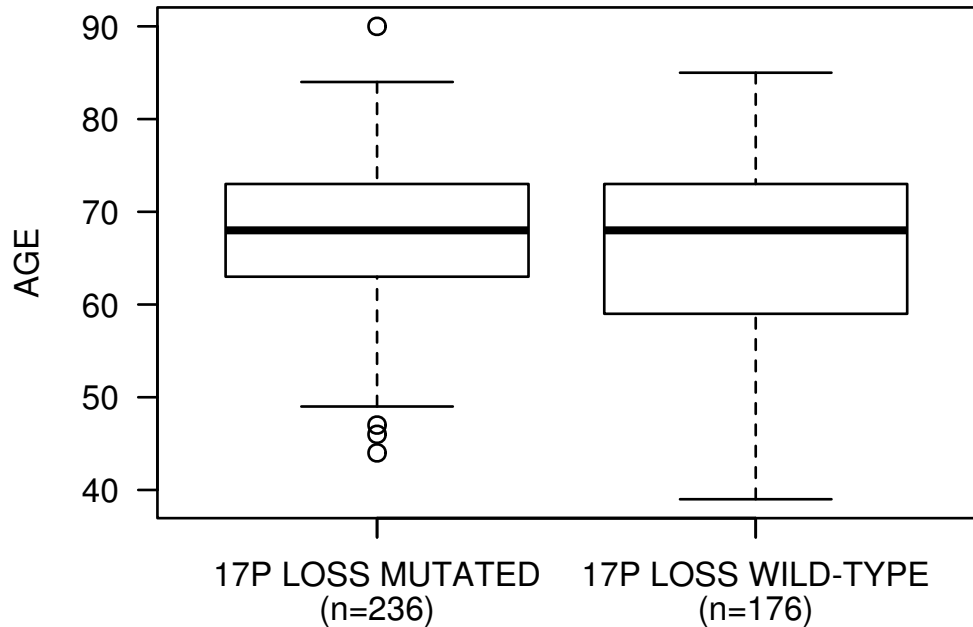 AGE
90
80
70
60
50
40
17P LOSS MUTATED
(n=236)
17P LOSS WILD-TYPE
(n=176)